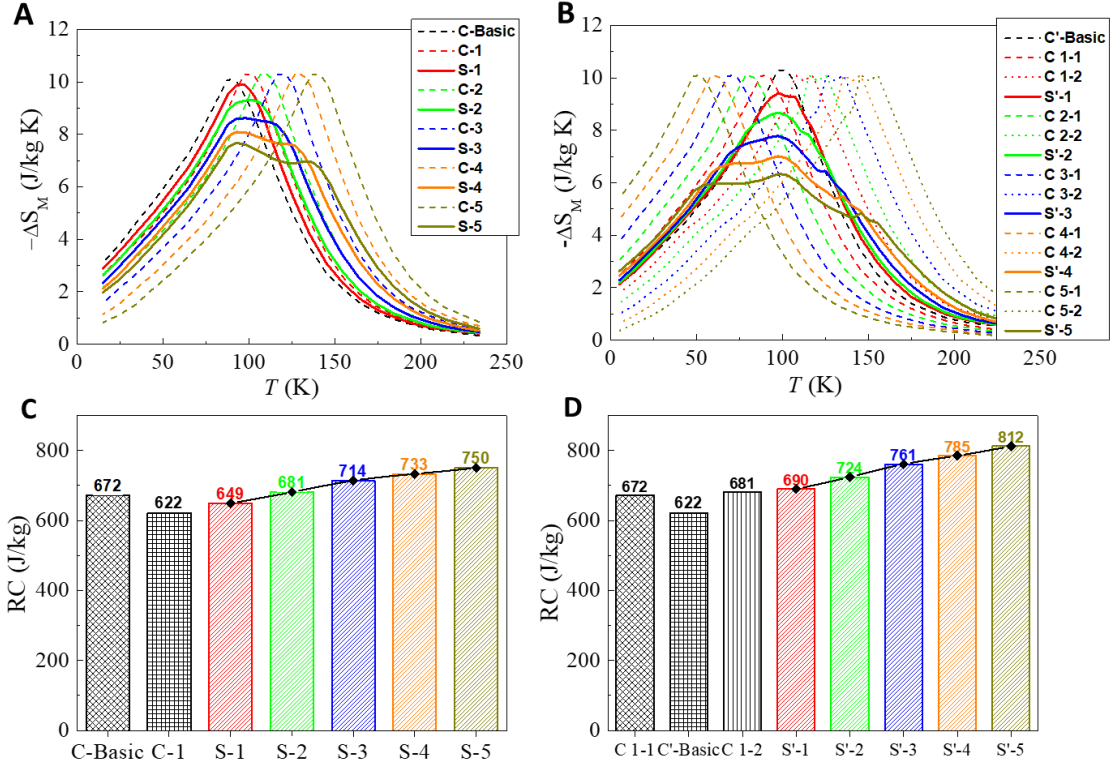 A
12
10
8
6
4
2
0
−ΔS_M (J/kg K)
0
50
100
150
200
250
T (K)
C-Basic
C-1
S-1
C-2
S-2
C-3
S-3
C-4
S-4
C-5
S-5
B
12
10
8
6
4
2
0
-ΔS_M (J/kg K)
0
50
100
150
200
250
T (K)
C'-Basic
C 1-1
C 1-2
S'-1
C 2-1
C 2-2
S'-2
C 3-1
C 3-2
S'-3
C 4-1
C 4-2
S'-4
C 5-1
C 5-2
S'-5
C
800
600
400
200
0
RC (J/kg)
672
622
649
681
714
733
750
C-Basic
C-1
S-1
S-2
S-3
S-4
S-5
D
800
600
400
200
0
RC (J/kg)
672
622
681
690
724
761
785
812
C 1-1
C'-Basic
C 1-2
S'-1
S'-2
S'-3
S'-4
S'-5